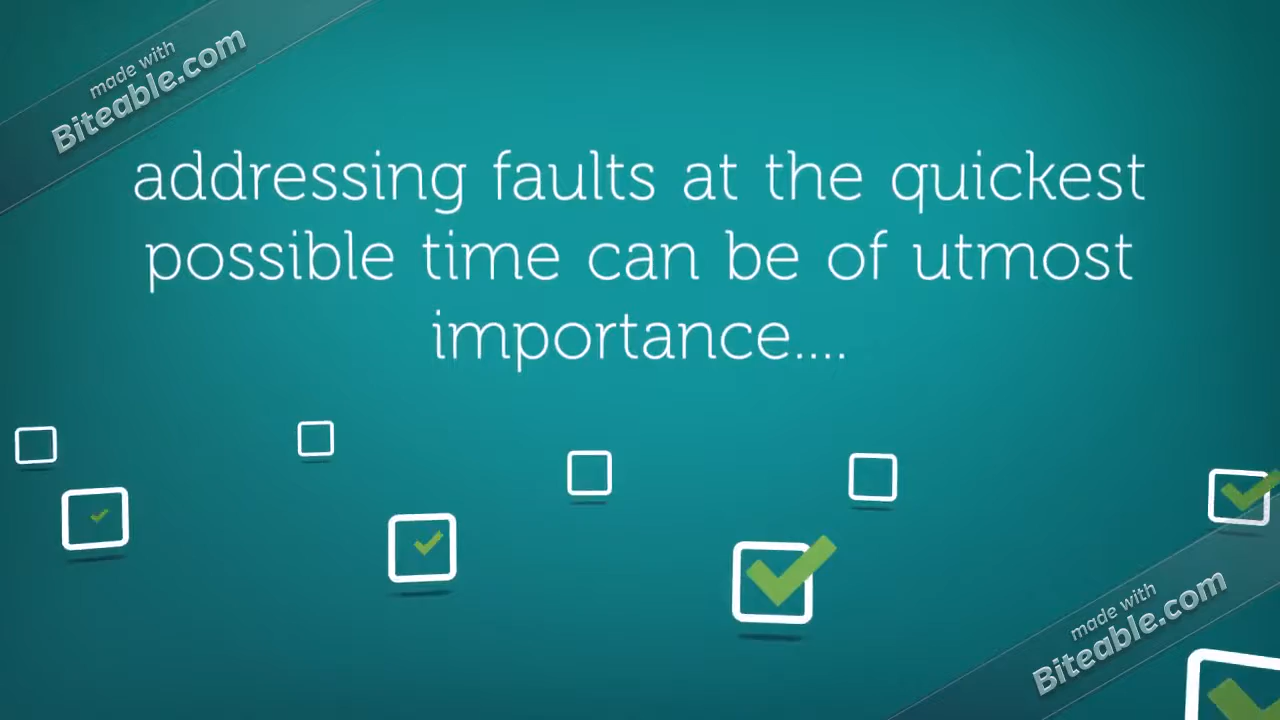 made with
Biteable.com
addressing faults at the quickest
possible time can be of utmost
importance....
made with
Biteable.com